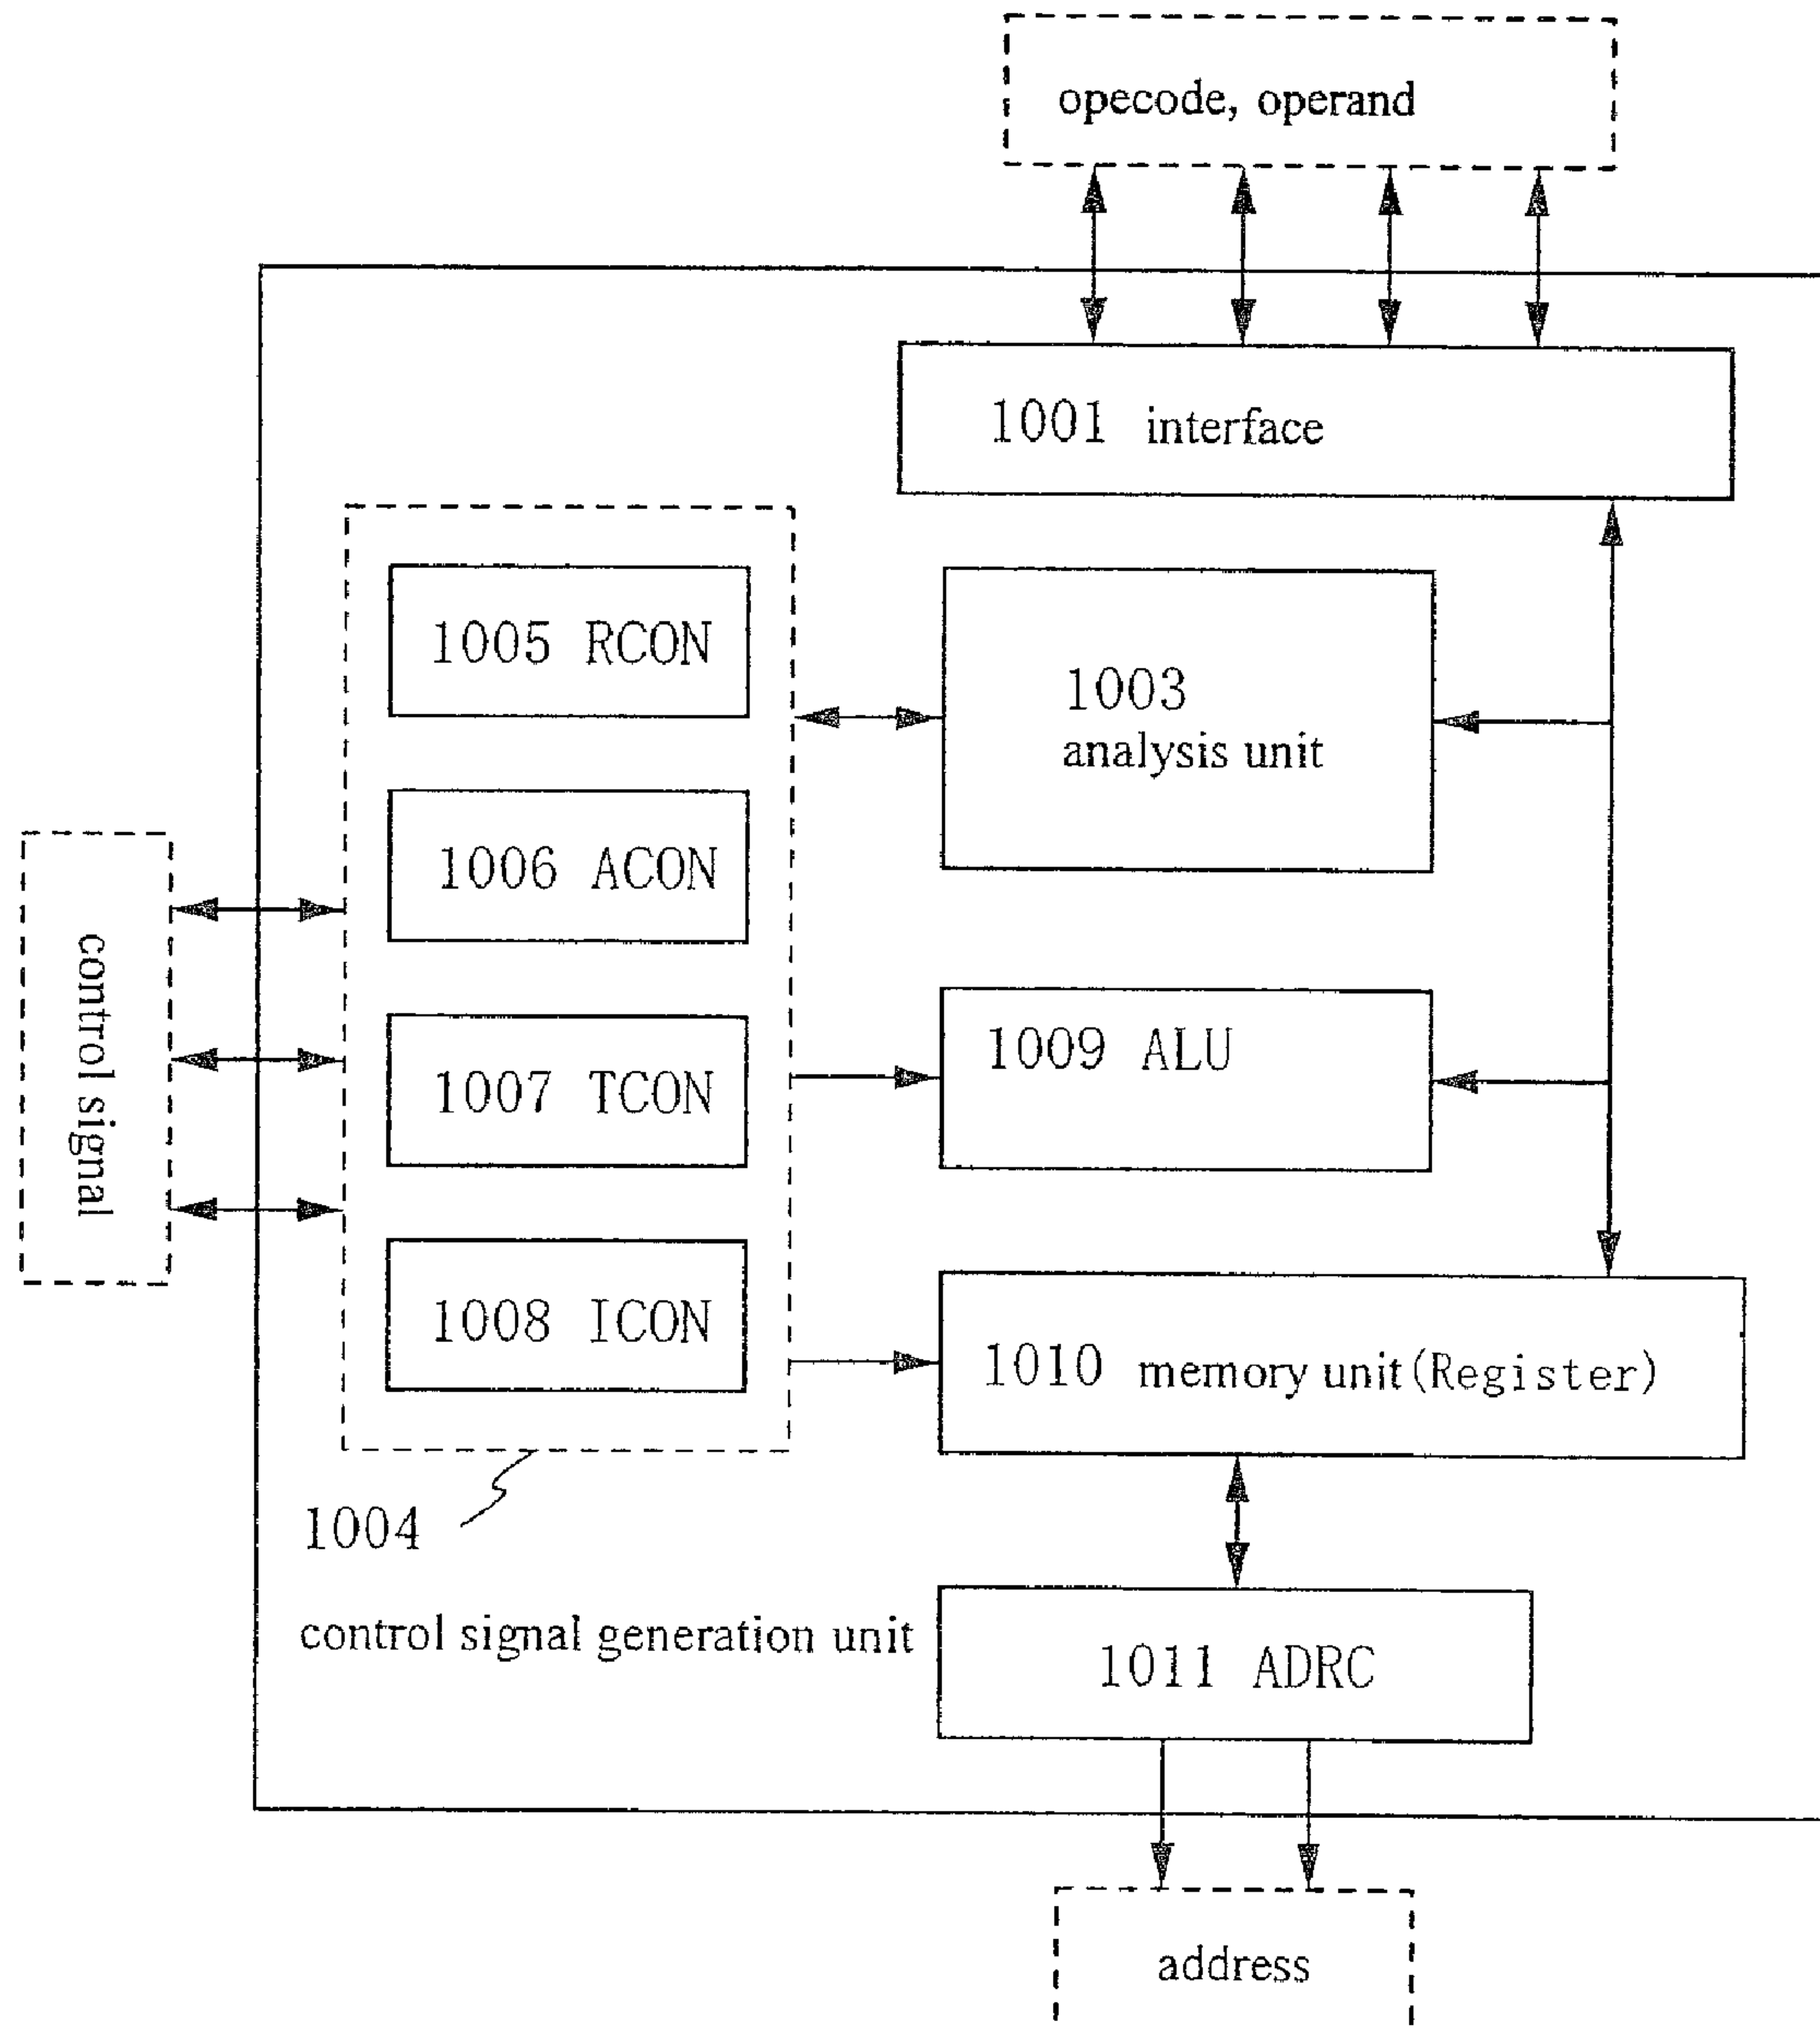 opecode, operand
1001 interface
1005 RCON
1003
analysis unit
1006 ACON
control signal
1009 ALU
1007 TCON
1008 ICON
1010 memory unit(Register)
1004
control signal generation unit
1011 ADRC
address